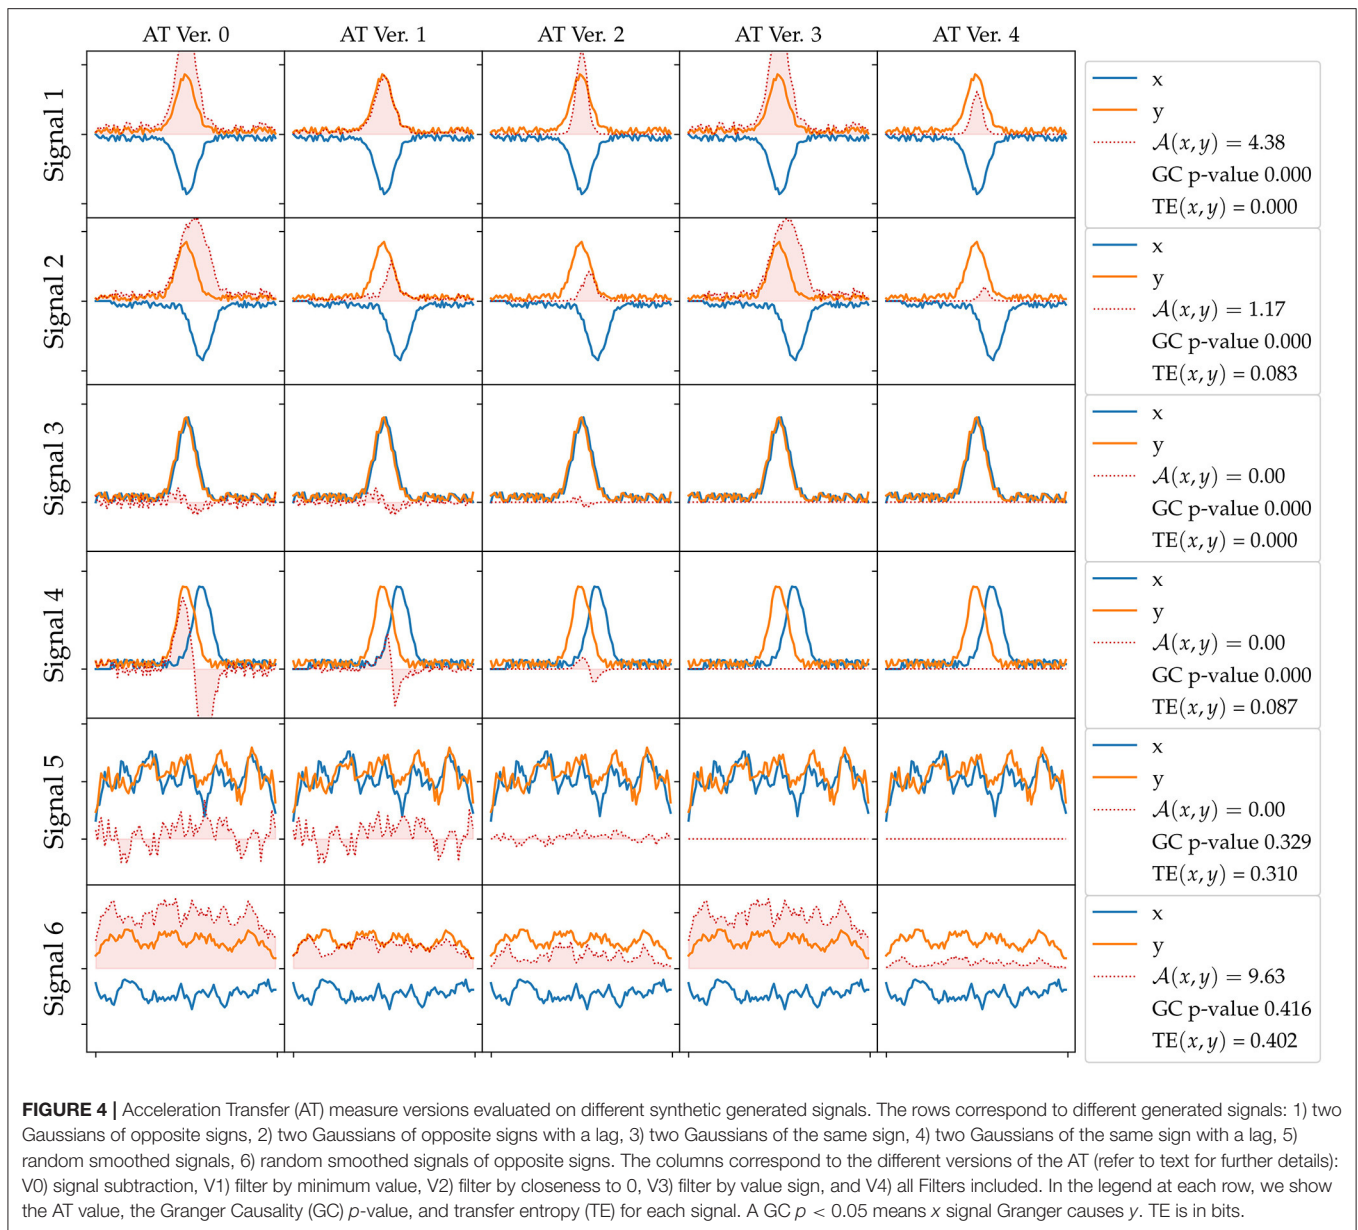 AT Ver. 0 AT Ver. 1 AT Ver. 2 AT Ver. 3 AT Ver. 4
Signal 1
x
y
𝒜(x, y) = 4.38
GC p-value 0.000
TE(x, y) = 0.000
Signal 2
x
y
𝒜(x, y) = 1.17
GC p-value 0.000
TE(x, y) = 0.083
Signal 3
x
y
𝒜(x, y) = 0.00
GC p-value 0.000
TE(x, y) = 0.000
Signal 4
x
y
𝒜(x, y) = 0.00
GC p-value 0.000
TE(x, y) = 0.087
Signal 5
x
y
𝒜(x, y) = 0.00
GC p-value 0.329
TE(x, y) = 0.310
Signal 6
x
y
𝒜(x, y) = 9.63
GC p-value 0.416
TE(x, y) = 0.402
FIGURE 4 | Acceleration Transfer (AT) measure versions evaluated on different synthetic generated signals. The rows correspond to different generated signals: 1) two
Gaussians of opposite signs, 2) two Gaussians of opposite signs with a lag, 3) two Gaussians of the same sign, 4) two Gaussians of the same sign with a lag, 5)
random smoothed signals, 6) random smoothed signals of opposite signs. The columns correspond to the different versions of the AT (refer to text for further details):
V0) signal subtraction, V1) filter by minimum value, V2) filter by closeness to 0, V3) filter by value sign, and V4) all Filters included. In the legend at each row, we show
the AT value, the Granger Causality (GC) p-value, and transfer entropy (TE) for each signal. A GC p < 0.05 means x signal Granger causes y. TE is in bits.